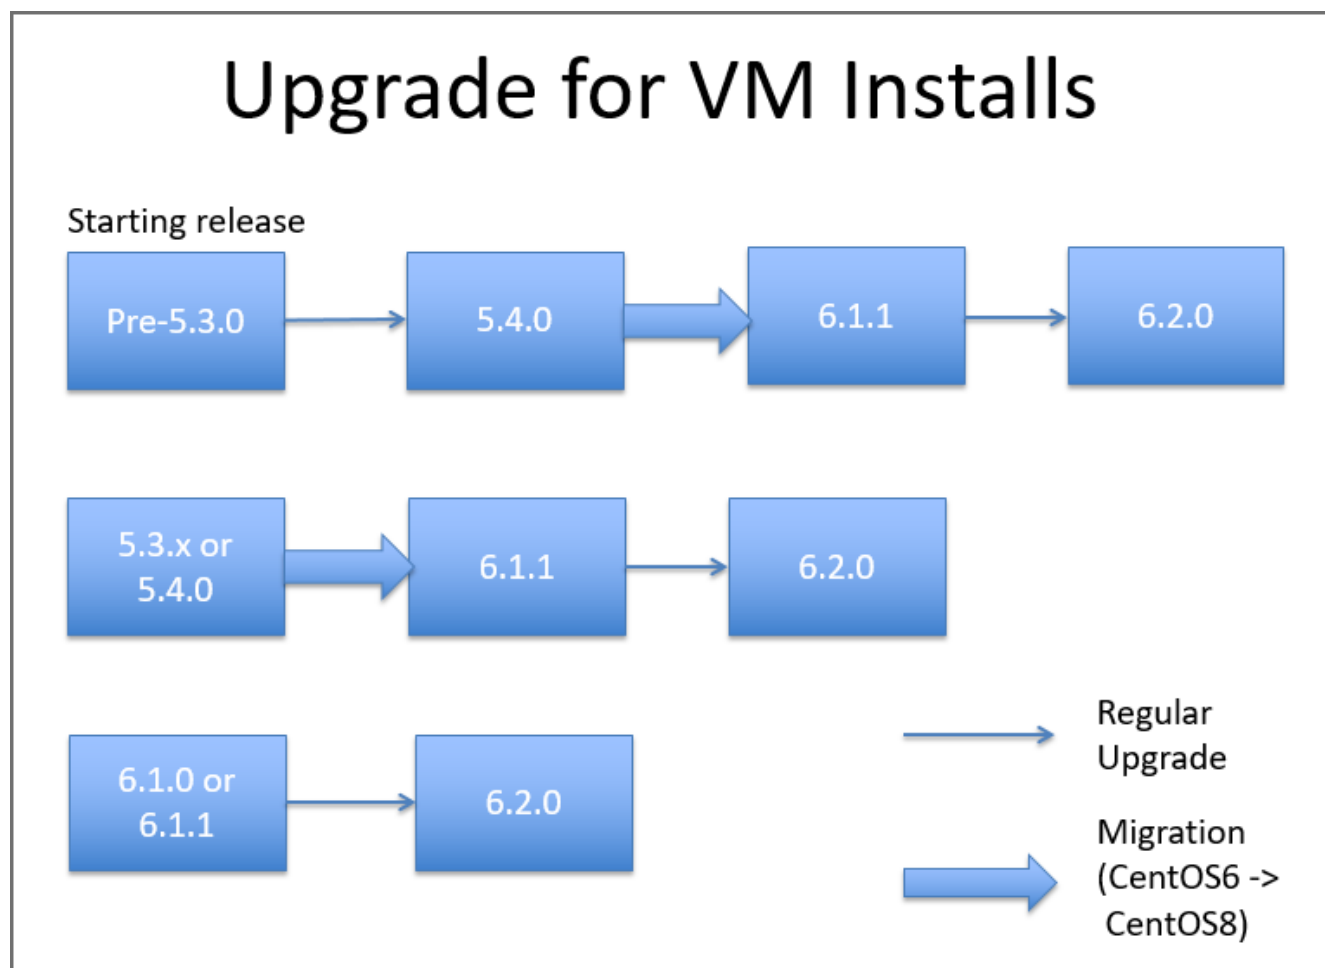 Upgrade for VM Installs
Starting release
Pre-5.3.0
5.4.0
6.1.1
6.2.0
5.3.x or
5.4.0
6.1.1
6.2.0
6.1.0 or
6.1.1
6.2.0
Regular
Upgrade
Migration
(CentOS6 ->
CentOS8)